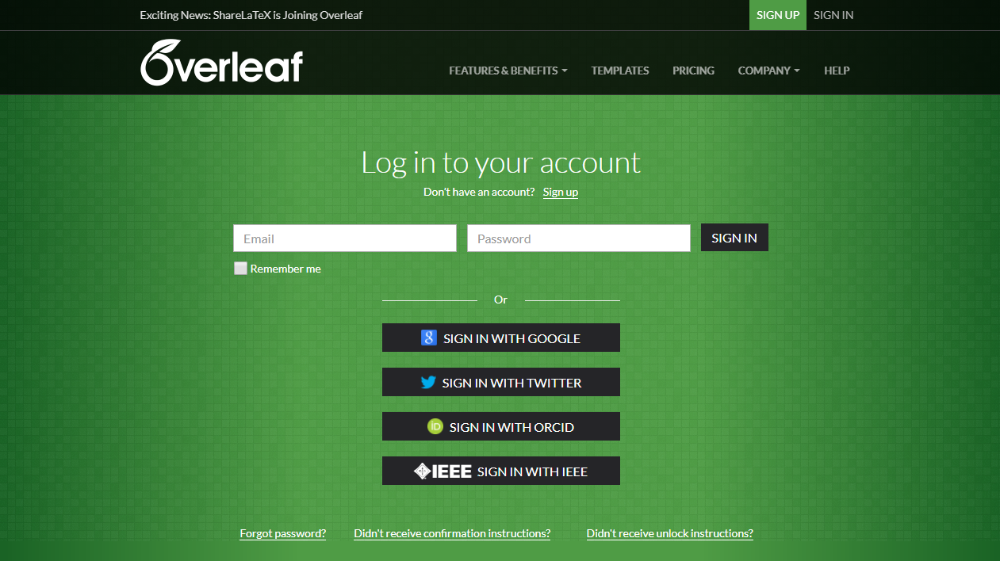 Exciting News: ShareLaTeX is Joining Overleaf
SIGN UP SIGN IN
Overleaf
FEATURES & BENEFITS TEMPLATES PRICING COMPANY HELP
Log in to your account
Don't have an account? Sign up
Email Password SIGN IN
Remember me
Or
8 SIGN IN WITH GOOGLE
SIGN IN WITH TWITTER
iD SIGN IN WITH ORCID
IEEE SIGN IN WITH IEEE
Forgot password? Didn't receive confirmation instructions? Didn't receive unlock instructions?